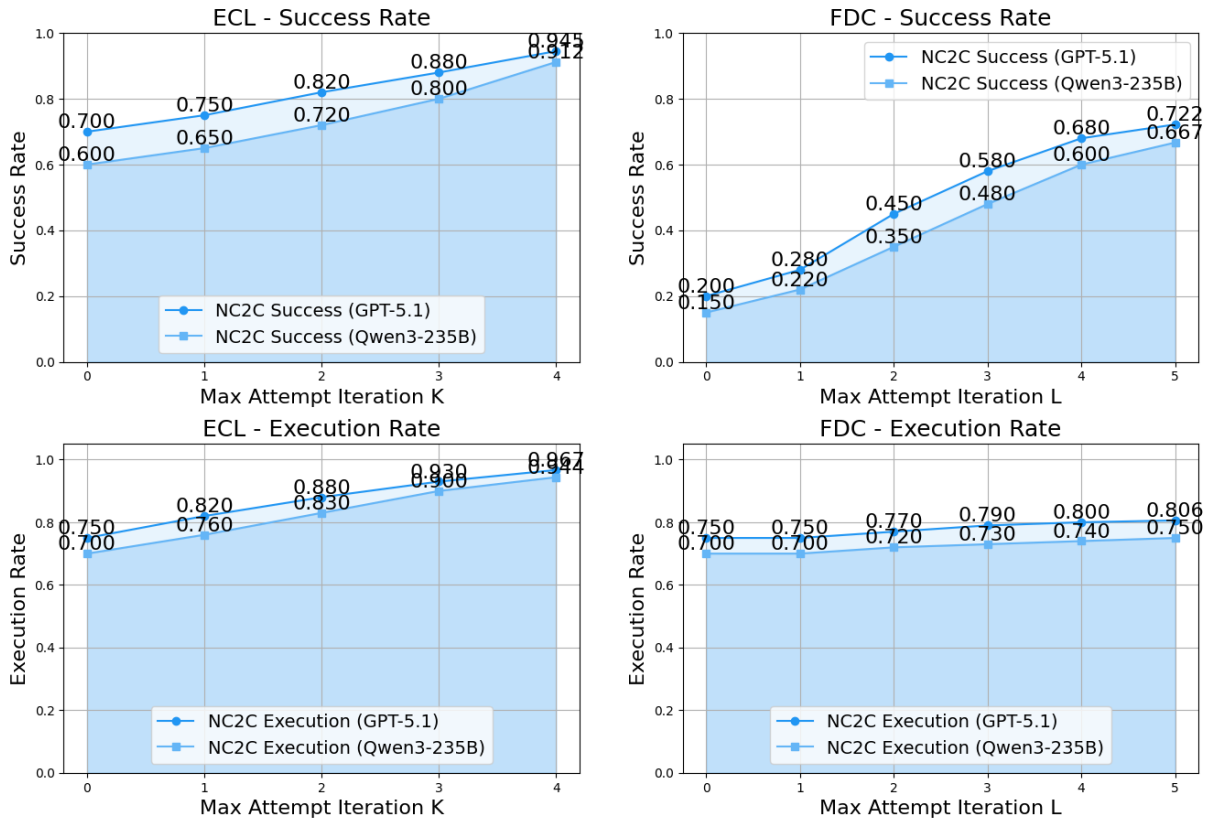 ECL - Success Rate
1.0
0.8
0.6
0.4
0.2
0.0
Success Rate
0.700
0.750
0.820
0.880
0.945
0.600
0.650
0.720
0.800
0.912
NC2C Success (GPT-5.1)
NC2C Success (Qwen3-235B)
0 1 2 3 4
Max Attempt Iteration K
FDC - Success Rate
1.0
0.8
0.6
0.4
0.2
0.0
Success Rate
NC2C Success (GPT-5.1)
NC2C Success (Qwen3-235B)
0.200
0.280
0.450
0.580
0.680
0.722
0.150
0.220
0.350
0.480
0.600
0.667
0 1 2 3 4 5
Max Attempt Iteration L
ECL - Execution Rate
1.0
0.8
0.6
0.4
0.2
0.0
Execution Rate
0.750
0.820
0.880
0.930
0.967
0.700
0.760
0.830
0.900
0.944
NC2C Execution (GPT-5.1)
NC2C Execution (Qwen3-235B)
0 1 2 3 4
Max Attempt Iteration K
FDC - Execution Rate
1.0
0.8
0.6
0.4
0.2
0.0
Execution Rate
0.750
0.750
0.770
0.790
0.800
0.806
0.700
0.700
0.720
0.730
0.740
0.750
NC2C Execution (GPT-5.1)
NC2C Execution (Qwen3-235B)
0 1 2 3 4 5
Max Attempt Iteration L